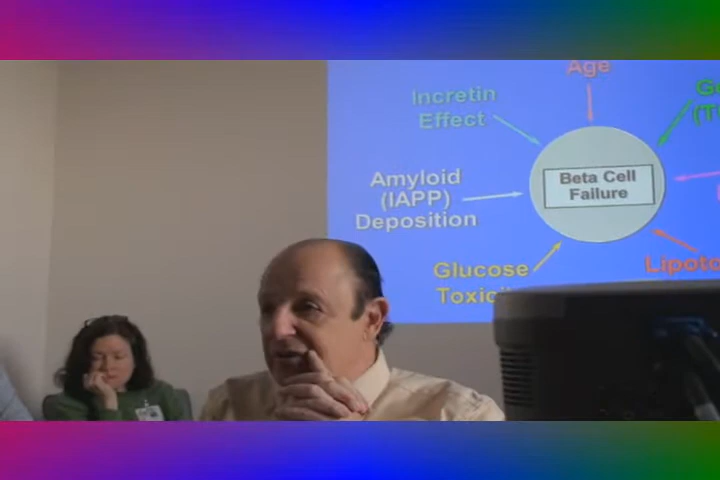 Age
Incretin
Effect
Beta Cell
Failure
Amyloid
(IAPP)
Deposition
Glucose